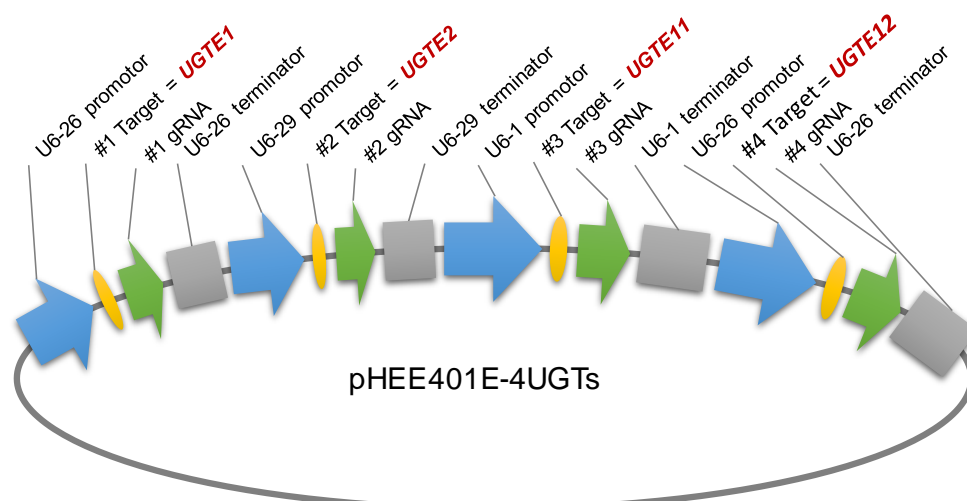 U6-26 promotor
#1 Target = UGTE1
#1 gRNA
U6-26 terminator
U6-29 promotor
#2 Target = UGTE2
#2 gRNA
U6-29 terminator
U6-1 promotor
#3 Target = UGTE11
#3 gRNA
U6-1 terminator
U6-26 promotor
#4 Target = UGTE12
#4 gRNA
U6-26 terminator
pHEE401E-4UGTs